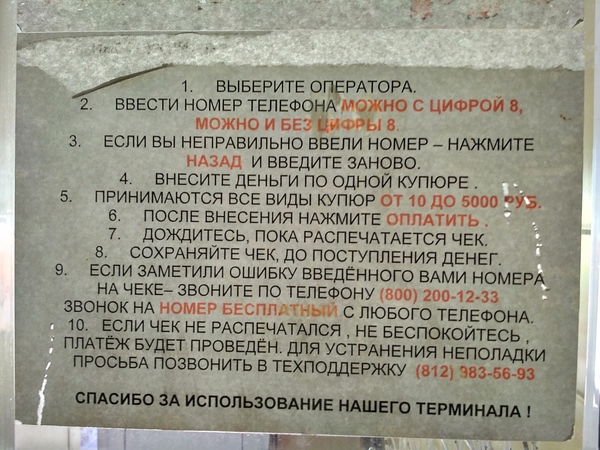 1. ВЫБЕРИТЕ ОПЕРАТОРА.
2. ВВЕСТИ НОМЕР ТЕЛЕФОНА МОЖНО С ЦИФРОЙ 8,
МОЖНО И БЕЗ ЦИФРЫ 8.
3. ЕСЛИ ВЫ НЕПРАВИЛЬНО ВВЕЛИ НОМЕР – НАЖМИТЕ
НАЗАД И ВВЕДИТЕ ЗАНОВО.
4. ВНЕСИТЕ ДЕНЬГИ ПО ОДНОЙ КУПЮРЕ .
5. ПРИНИМАЮТСЯ ВСЕ ВИДЫ КУПЮР ОТ 10 ДО 5000 РУБ.
6. ПОСЛЕ ВНЕСЕНИЯ НАЖМИТЕ ОПЛАТИТЬ .
7. ДОЖДИТЕСЬ, ПОКА РАСПЕЧАТАЕТСЯ ЧЕК.
8. СОХРАНЯЙТЕ ЧЕК, ДО ПОСТУПЛЕНИЯ ДЕНЕГ.
9. ЕСЛИ ЗАМЕТИЛИ ОШИБКУ ВВЕДЁННОГО ВАМИ НОМЕРА
НА ЧЕКЕ– ЗВОНИТЕ ПО ТЕЛЕФОНУ (800) 200-12-33
ЗВОНОК НА НОМЕР БЕСПЛАТНЫЙ С ЛЮБОГО ТЕЛЕФОНА.
10. ЕСЛИ ЧЕК НЕ РАСПЕЧАТАЛСЯ , НЕ БЕСПОКОЙТЕСЬ ,
ПЛАТЁЖ БУДЕТ ПРОВЕДЁН. ДЛЯ УСТРАНЕНИЯ НЕПОЛАДКИ
ПРОСЬБА ПОЗВОНИТЬ В ТЕХПОДДЕРЖКУ (812) 983-56-93
СПАСИБО ЗА ИСПОЛЬЗОВАНИЕ НАШЕГО ТЕРМИНАЛА !